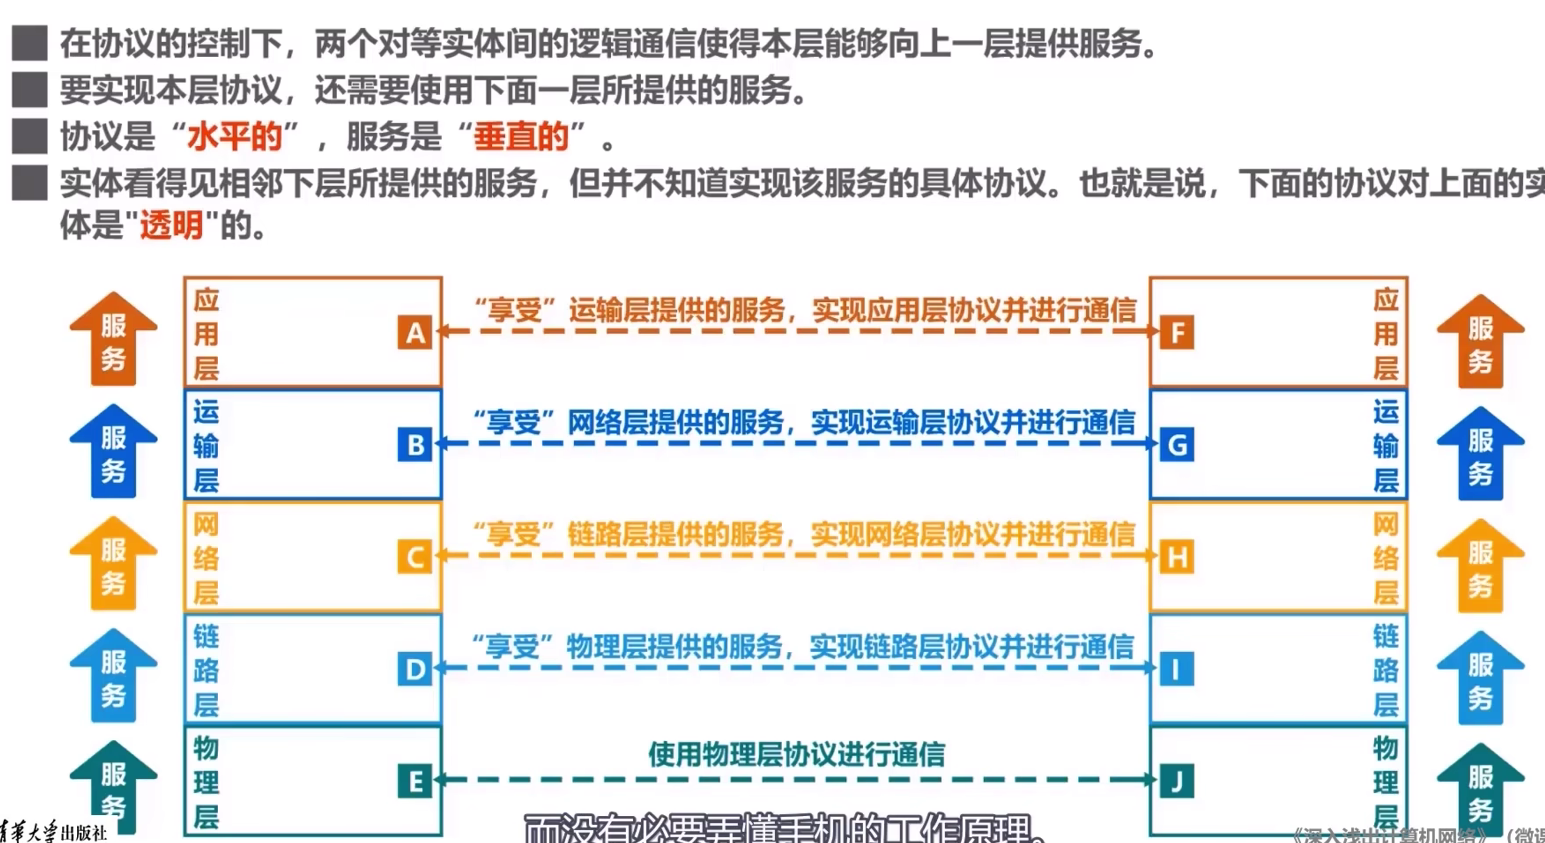 在协议的控制下，两个对等实体间的逻辑通信使得本层能够向上一层提供服务。
要实现本层协议，还需要使用下面一层所提供的服务。
协议是“水平的”，服务是“垂直的”。
实体看得见相邻下层所提供的服务，但并不知道实现该服务的具体协议。也就是说，下面的协议对上面的实
体是"透明"的。
服务
应用层
A
“享受”运输层提供的服务，实现应用层协议并进行通信
F
应用层
服务
服务
运输层
B
“享受”网络层提供的服务，实现运输层协议并进行通信
G
运输层
服务
服务
网络层
C
“享受”链路层提供的服务，实现网络层协议并进行通信
H
网络层
服务
服务
链路层
D
“享受”物理层提供的服务，实现链路层协议并进行通信
I
链路层
服务
服务
物理层
E
使用物理层协议进行通信
J
物理层
服务
清华大学出版社
而没有必要弄懂手机的工作原理。
《深入浅出计算机网络》（微课